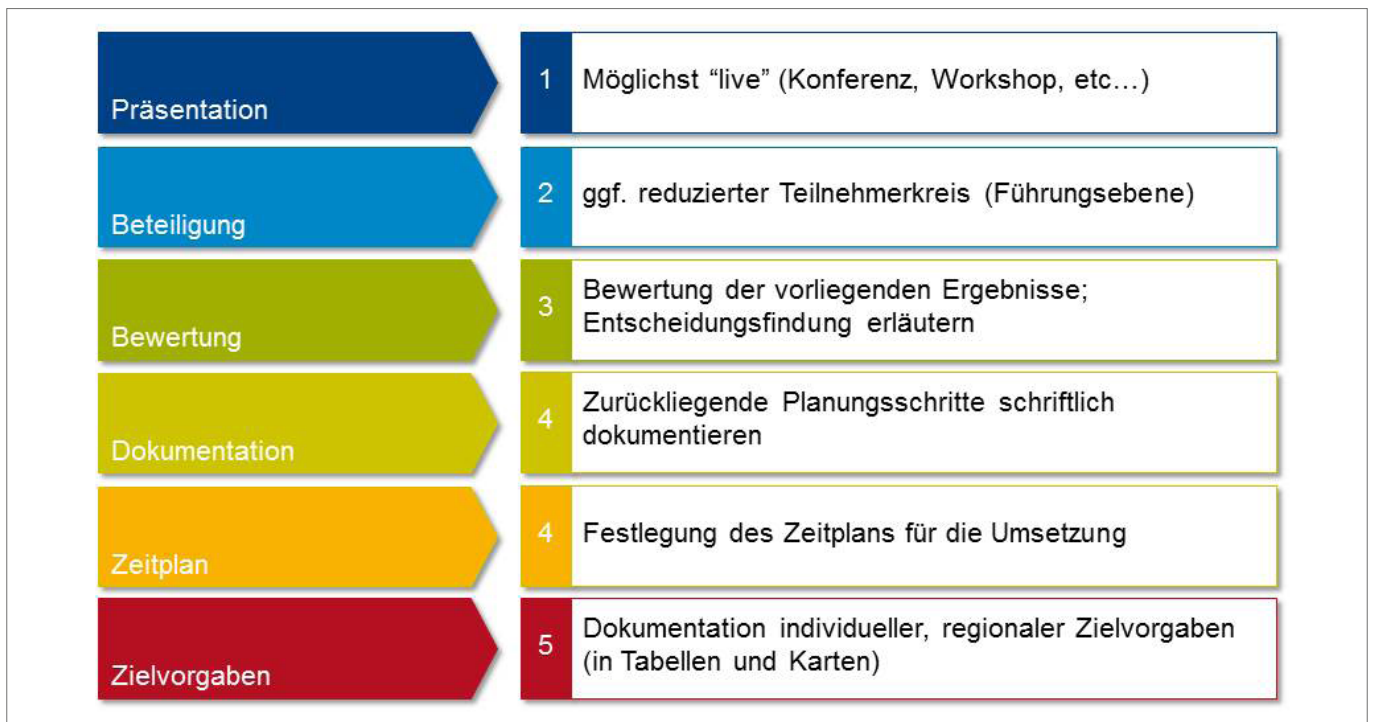 Präsentation
1
Möglichst “live” (Konferenz, Workshop, etc…)
Beteiligung
2
ggf. reduzierter Teilnehmerkreis (Führungsebene)
Bewertung
3
Bewertung der vorliegenden Ergebnisse;
Entscheidungsfindung erläutern
Dokumentation
4
Zurückliegende Planungsschritte schriftlich
dokumentieren
Zeitplan
4
Festlegung des Zeitplans für die Umsetzung
Zielvorgaben
5
Dokumentation individueller, regionaler Zielvorgaben
(in Tabellen und Karten)